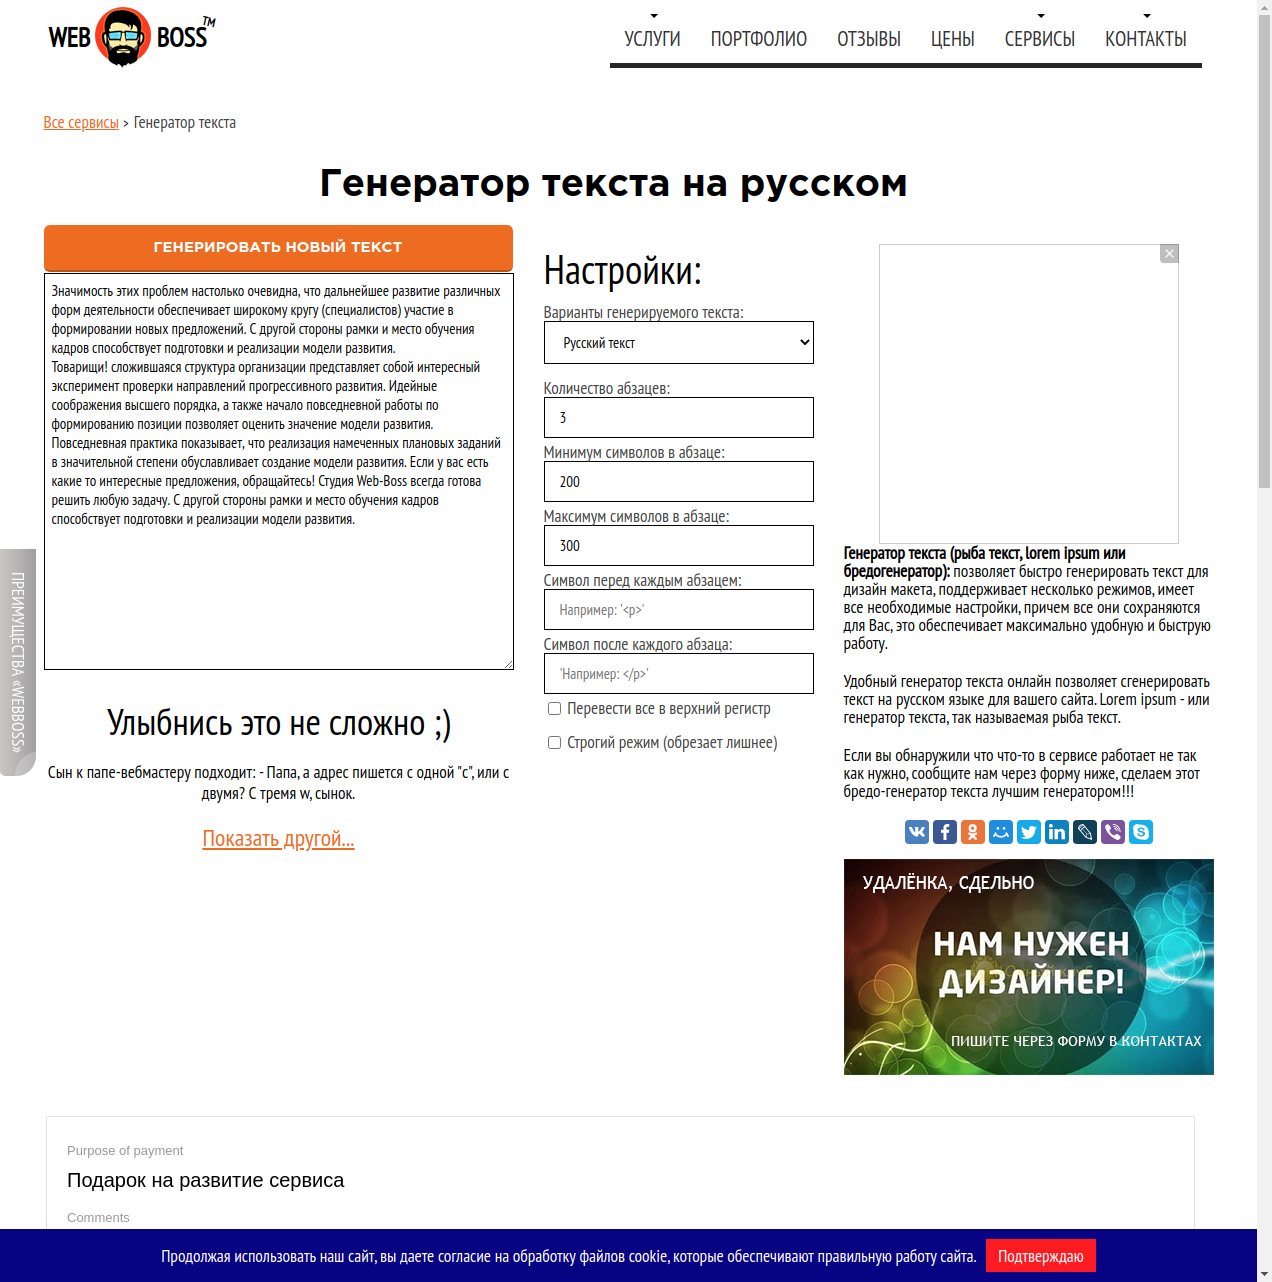 WEB BOSS™
УСЛУГИ ПОРТФОЛИО ОТЗЫВЫ ЦЕНЫ СЕРВИСЫ КОНТАКТЫ
Все сервисы > Генератор текста
Генератор текста на русском
ГЕНЕРИРОВАТЬ НОВЫЙ ТЕКСТ
Значимость этих проблем настолько очевидна, что дальнейшее развитие различных
форм деятельности обеспечивает широкому кругу (специалистов) участие в
формировании новых предложений. С другой стороны рамки и место обучения
кадров способствует подготовки и реализации модели развития.
Товарищи! сложившаяся структура организации представляет собой интересный
эксперимент проверки направлений прогрессивного развития. Идейные
соображения высшего порядка, а также начало повседневной работы по
формированию позиции позволяет оценить значение модели развития.
Повседневная практика показывает, что реализация намеченных плановых заданий
в значительной степени обуславливает создание модели развития. Если у вас есть
какие то интересные предложения, обращайтесь! Студия Web-Boss всегда готова
решить любую задачу. С другой стороны рамки и место обучения кадров
способствует подготовки и реализации модели развития.
ПРЕИМУЩЕСТВА «WEBBOSS»
Улыбнись это не сложно ;)
Сын к папе-вебмастеру подходит: - Папа, а адрес пишется с одной "с", или с
двумя? С тремя w, сынок.
Показать другой...
Настройки:
Варианты генерируемого текста:
Русский текст
Количество абзацев:
3
Минимум символов в абзаце:
200
Максимум символов в абзаце:
300
Символ перед каждым абзацем:
Например: '<p>'
Символ после каждого абзаца:
'Например: </p>'
Перевести все в верхний регистр
Строгий режим (обрезает лишнее)
Генератор текста (рыба текст, lorem ipsum или
бредогенератор): позволяет быстро генерировать текст для
дизайн макета, поддерживает несколько режимов, имеет
все необходимые настройки, причем все они сохраняются
для Вас, это обеспечивает максимально удобную и быструю
работу.
Удобный генератор текста онлайн позволяет сгенерировать
текст на русском языке для вашего сайта. Lorem ipsum - или
генератор текста, так называемая рыба текст.
Если вы обнаружили что что-то в сервисе работает не так
как нужно, сообщите нам через форму ниже, сделаем этот
бредо-генератор текста лучшим генератором!!!
УДАЛЁНКА, СДЕЛЬНО
НАМ НУЖЕН
ДИЗАЙНЕР!
ПИШИТЕ ЧЕРЕЗ ФОРМУ В КОНТАКТАХ
Purpose of payment
Подарок на развитие сервиса
Comments
Продолжая использовать наш сайт, вы даете согласие на обработку файлов cookie, которые обеспечивают правильную работу сайта. Подтверждаю